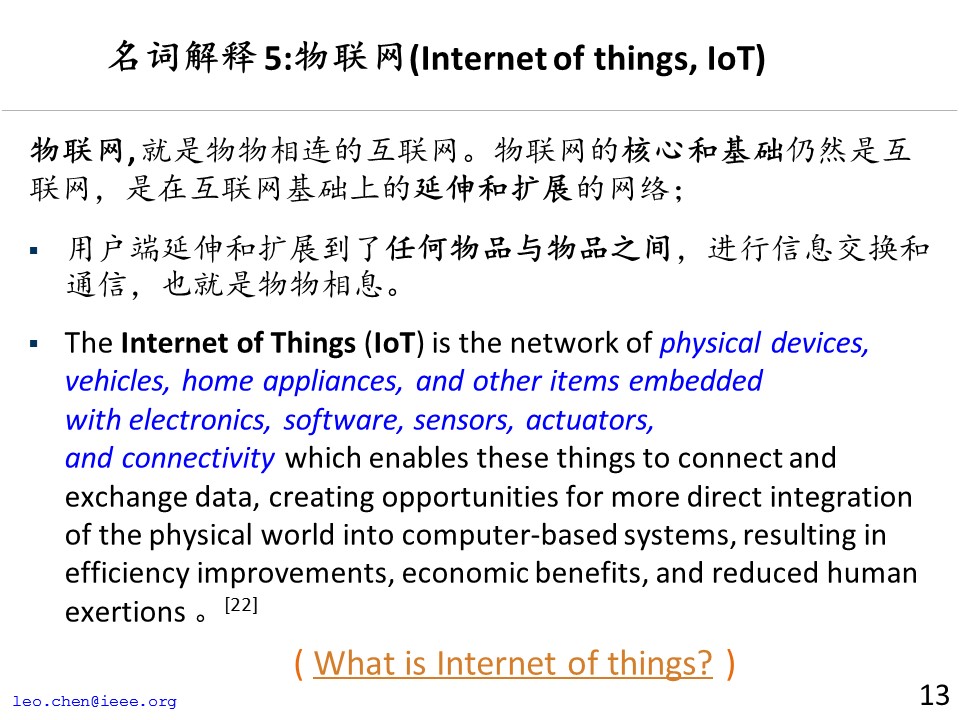 名词解释 5:物联网(Internet of things, IoT)
物联网,就是物物相连的互联网。物联网的核心和基础仍然是互
联网，是在互联网基础上的延伸和扩展的网络；
▪ 用户端延伸和扩展到了任何物品与物品之间，进行信息交换和
通信，也就是物物相息。
▪ The Internet of Things (IoT) is the network of physical devices,
vehicles, home appliances, and other items embedded
with electronics, software, sensors, actuators,
and connectivity which enables these things to connect and
exchange data, creating opportunities for more direct integration
of the physical world into computer-based systems, resulting in
efficiency improvements, economic benefits, and reduced human
exertions 。[22]
( What is Internet of things? )
leo.chen@ieee.org
13